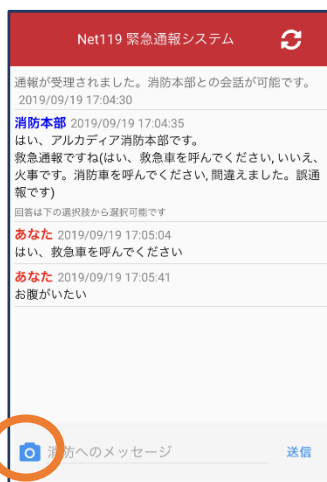 Net119 緊急通報システム
通報が受理されました。消防本部との会話が可能です。
2019/09/19 17:04:30
消防本部 2019/09/19 17:04:35
はい、アルカディア消防本部です。
救急通報ですね(はい、救急車を呼んでください, いいえ、
火事です。消防車を呼んでください, 間違えました。誤通
報です)
回答は下の選択肢から選択可能です
あなた 2019/09/19 17:05:04
はい、救急車を呼んでください
あなた 2019/09/19 17:05:41
お腹がいたい
消防へのメッセージ 送信